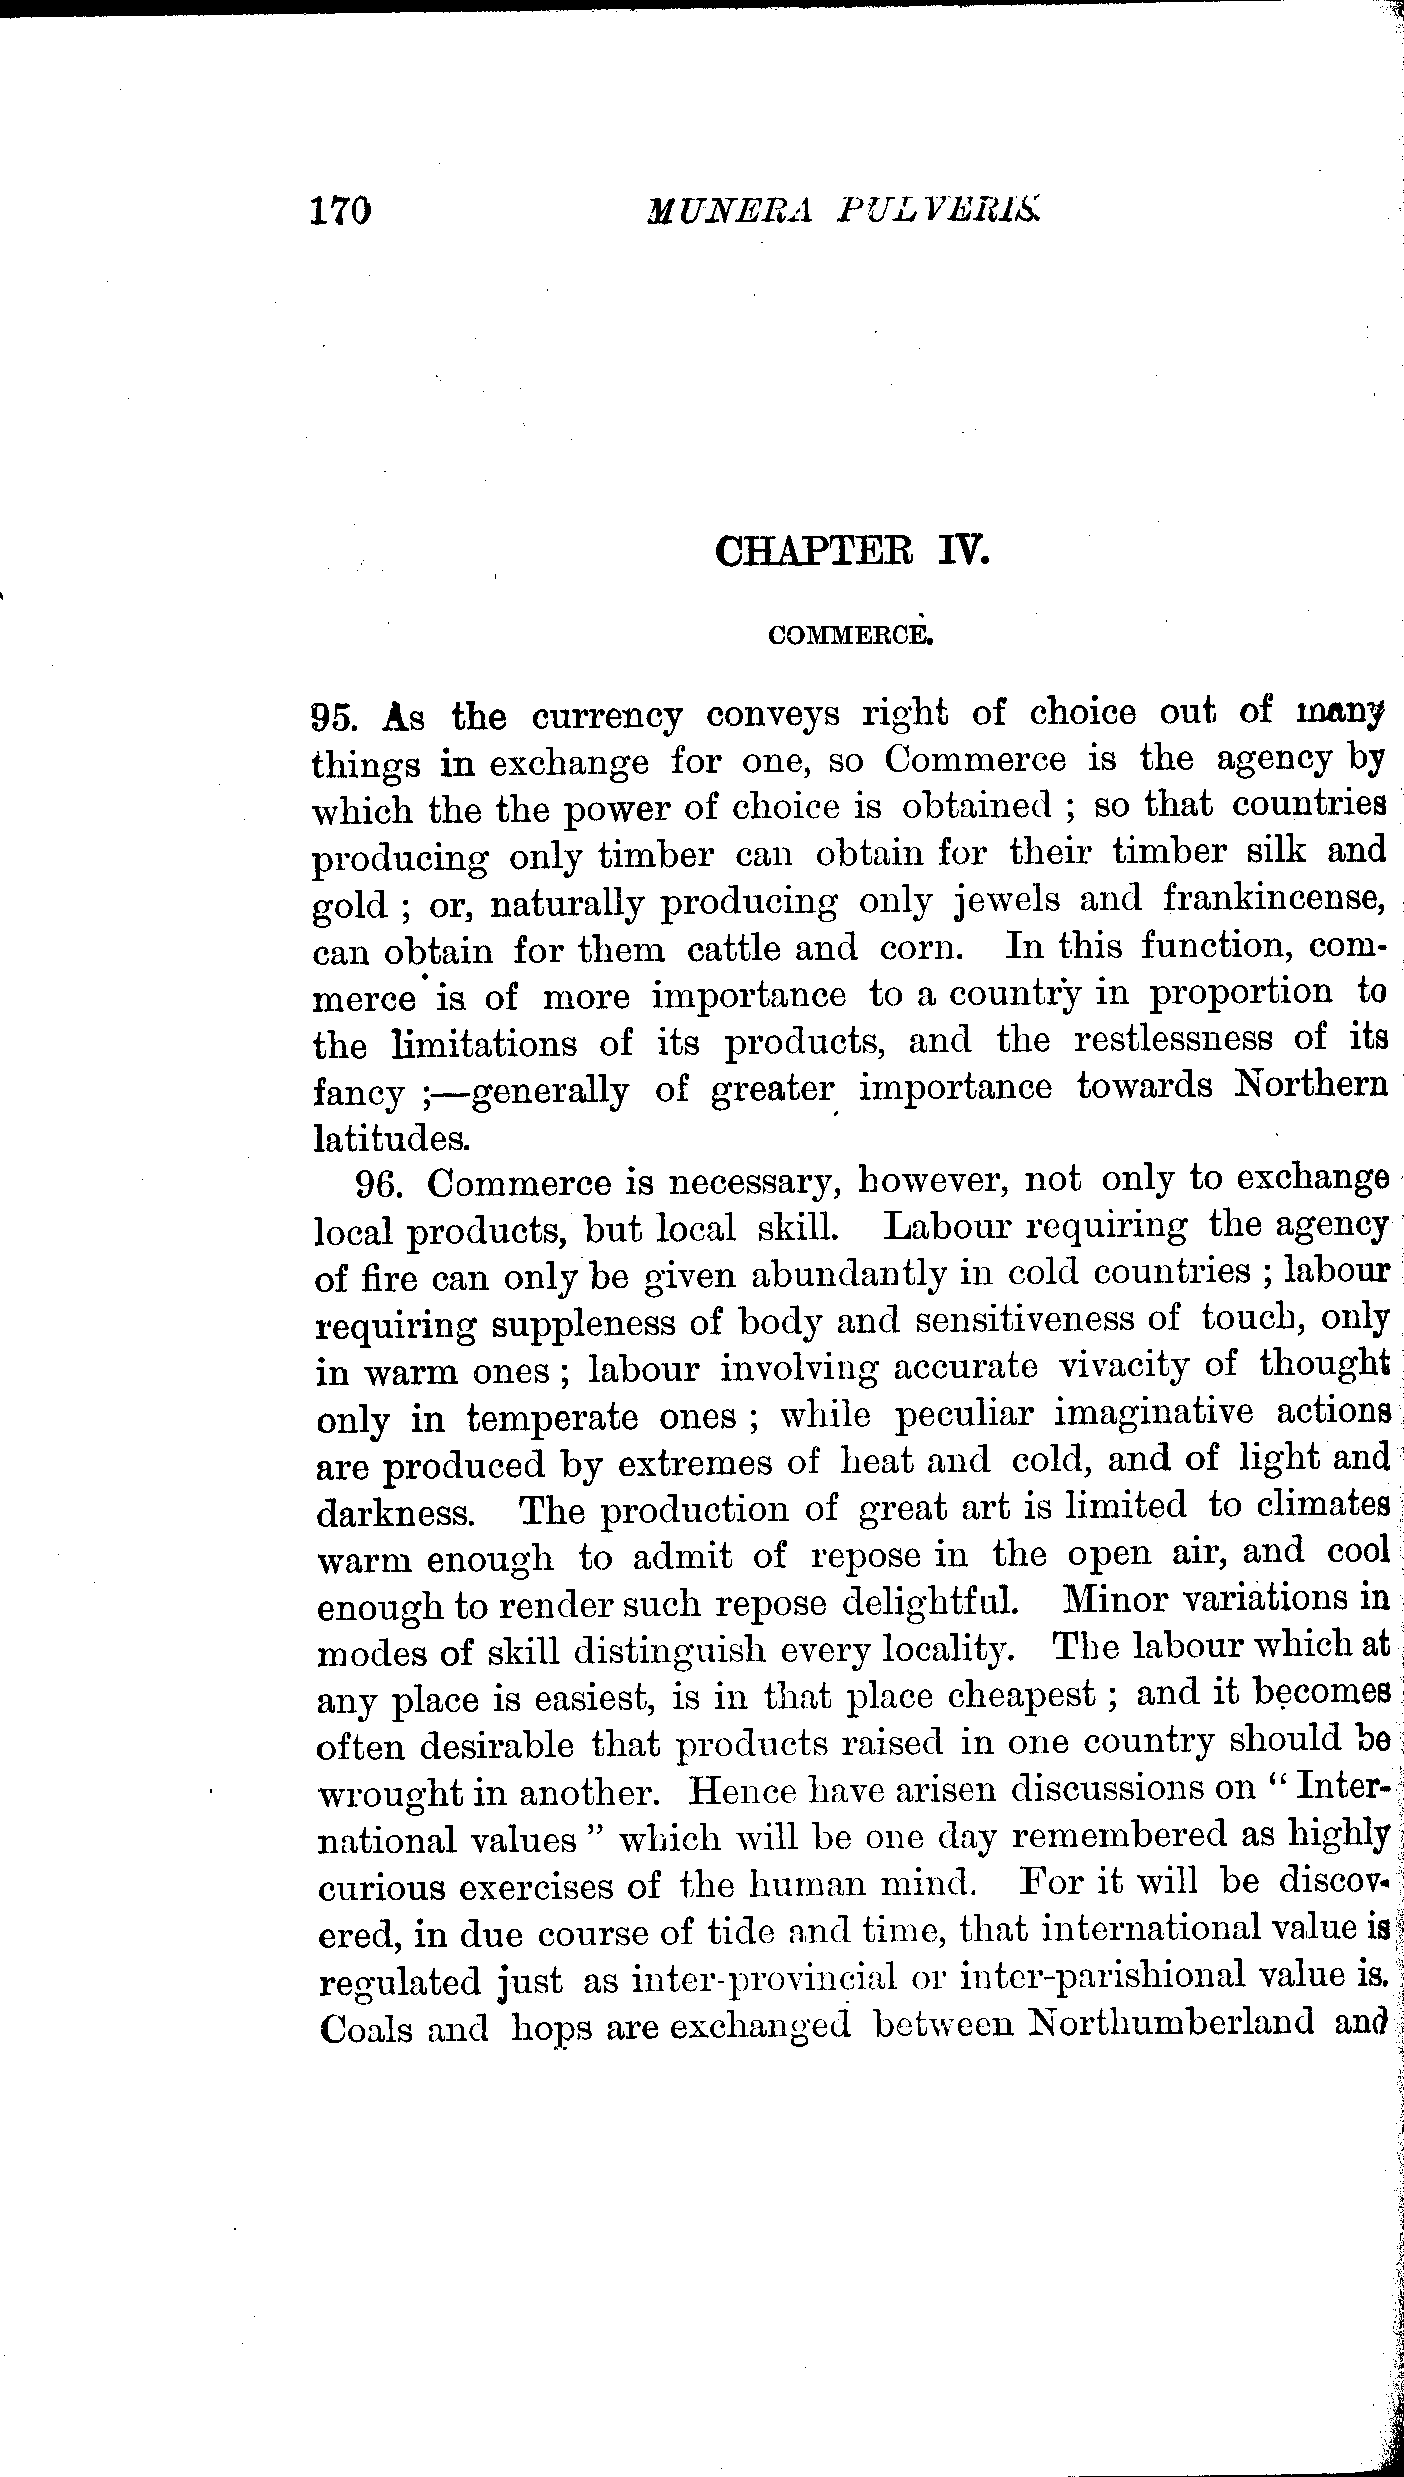 170 MUNERA PULVERIS.
CHAPTER IV.
COMMERCE.
95. As the currency conveys right of choice out of many
things in exchange for one, so Commerce is the agency by
which the the power of choice is obtained ; so that countries
producing only timber can obtain for their timber silk and
gold ; or, naturally producing only jewels and frankincense,
can obtain for them cattle and corn. In this function, com-
merce is of more importance to a country in proportion to
the limitations of its products, and the restlessness of its
fancy ;—generally of greater importance towards Northern
latitudes.
96. Commerce is necessary, however, not only to exchange
local products, but local skill. Labour requiring the agency
of fire can only be given abundantly in cold countries ; labour
requiring suppleness of body and sensitiveness of touch, only
in warm ones ; labour involving accurate vivacity of thought
only in temperate ones ; while peculiar imaginative actions
are produced by extremes of heat and cold, and of light and
darkness. The production of great art is limited to climates
warm enough to admit of repose in the open air, and cool
enough to render such repose delightful. Minor variations in
modes of skill distinguish every locality. The labour which at
any place is easiest, is in that place cheapest ; and it becomes
often desirable that products raised in one country should be
wrought in another. Hence have arisen discussions on “ Inter-
national values ” which will be one day remembered as highly
curious exercises of the human mind. For it will be discov-
ered, in due course of tide and time, that international value is
regulated just as inter-provincial or inter-parishional value is.
Coals and hops are exchanged between Northumberland and